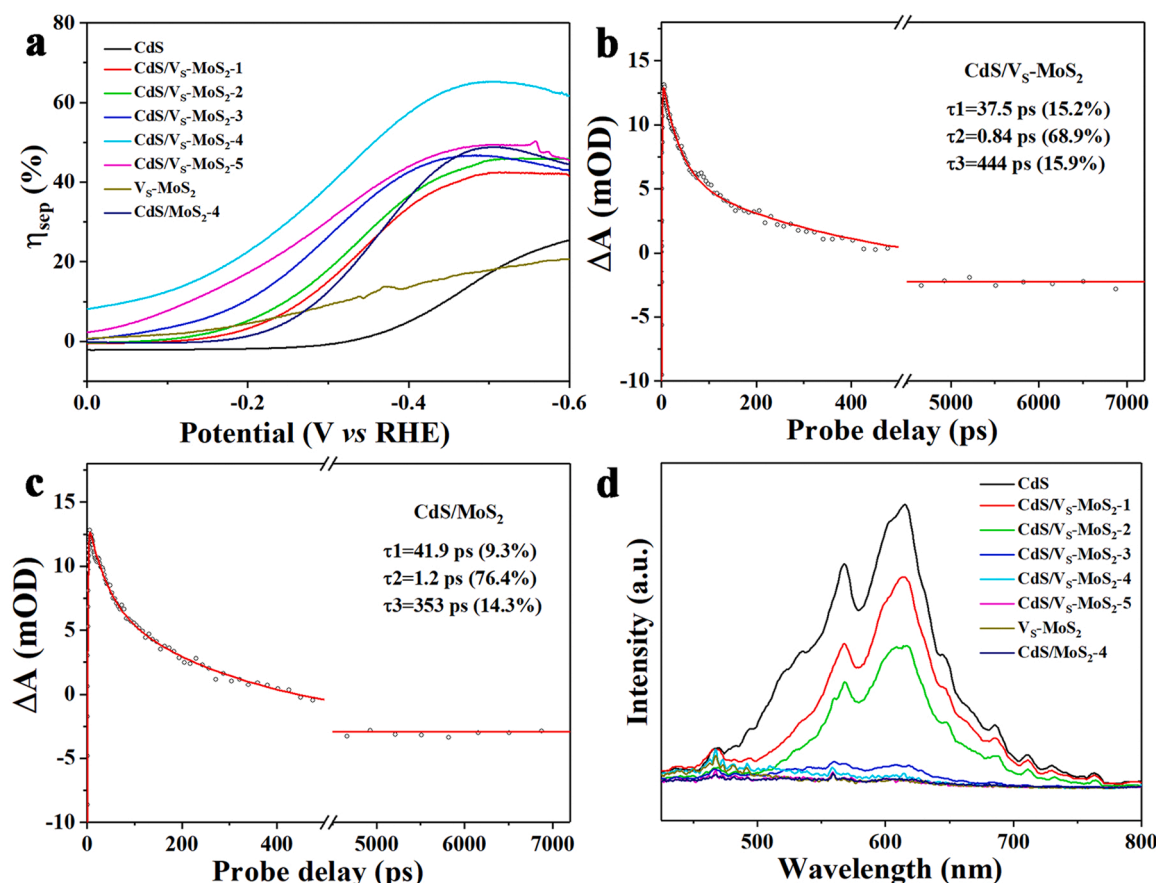 a
80
60
40
20
0
ηsep (%)
CdS
CdS/VS-MoS2-1
CdS/VS-MoS2-2
CdS/VS-MoS2-3
CdS/VS-MoS2-4
CdS/VS-MoS2-5
VS-MoS2
CdS/MoS2-4
0.0 -0.2 -0.4 -0.6
Potential (V vs RHE)
b
15
10
5
0
-5
-10
ΔA (mOD)
CdS/VS-MoS2
τ1=37.5 ps (15.2%)
τ2=0.84 ps (68.9%)
τ3=444 ps (15.9%)
0 200 400 5000 6000 7000
Probe delay (ps)
c
15
10
5
0
-5
-10
ΔA (mOD)
CdS/MoS2
τ1=41.9 ps (9.3%)
τ2=1.2 ps (76.4%)
τ3=353 ps (14.3%)
0 200 400 5000 6000 7000
Probe delay (ps)
d
Intensity (a.u.)
CdS
CdS/VS-MoS2-1
CdS/VS-MoS2-2
CdS/VS-MoS2-3
CdS/VS-MoS2-4
CdS/VS-MoS2-5
VS-MoS2
CdS/MoS2-4
500 600 700 800
Wavelength (nm)